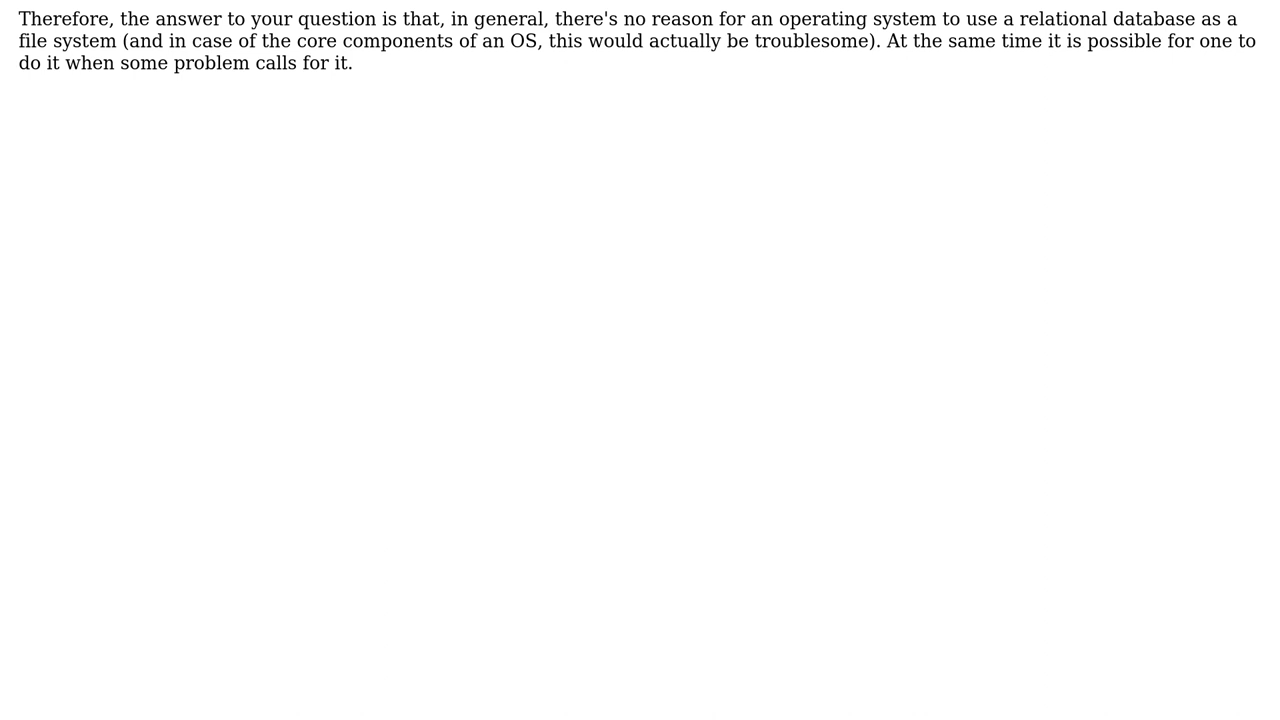 Therefore, the answer to your question is that, in general, there's no reason for an operating system to use a relational database as a
file system (and in case of the core components of an OS, this would actually be troublesome). At the same time it is possible for one to
do it when some problem calls for it.